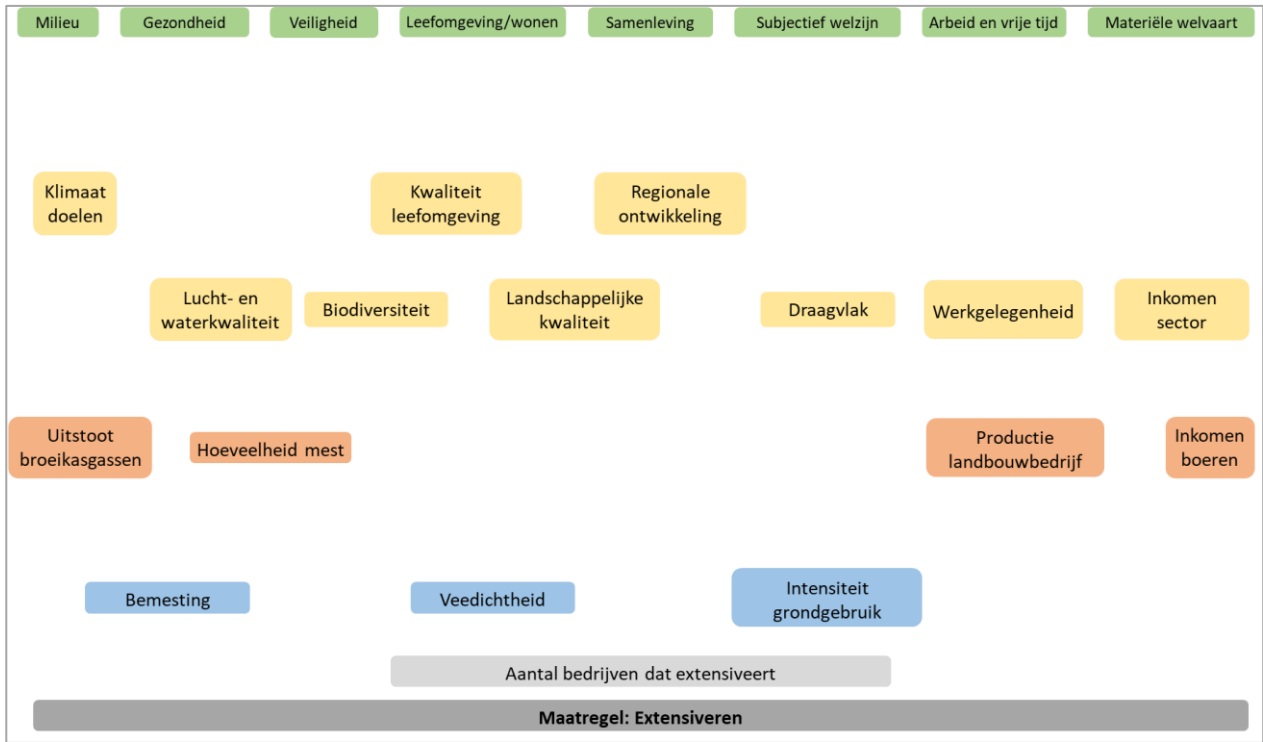 Milieu
Gezondheid
Veiligheid
Leefomgeving/wonen
Samenleving
Subjectief welzijn
Arbeid en vrije tijd
Materiële welvaart
Klimaat
doelen
Kwaliteit
leefomgeving
Regionale
ontwikkeling
Lucht- en
waterkwaliteit
Biodiversiteit
Landschappelijke
kwaliteit
Draagvlak
Werkgelegenheid
Inkomen
sector
Uitstoot
broeikasgassen
Hoeveelheid mest
Productie
landbouwbedrijf
Inkomen
boeren
Bemesting
Veedichtheid
Intensiteit
grondgebruik
Aantal bedrijven dat extensiveert
Maatregel: Extensiveren